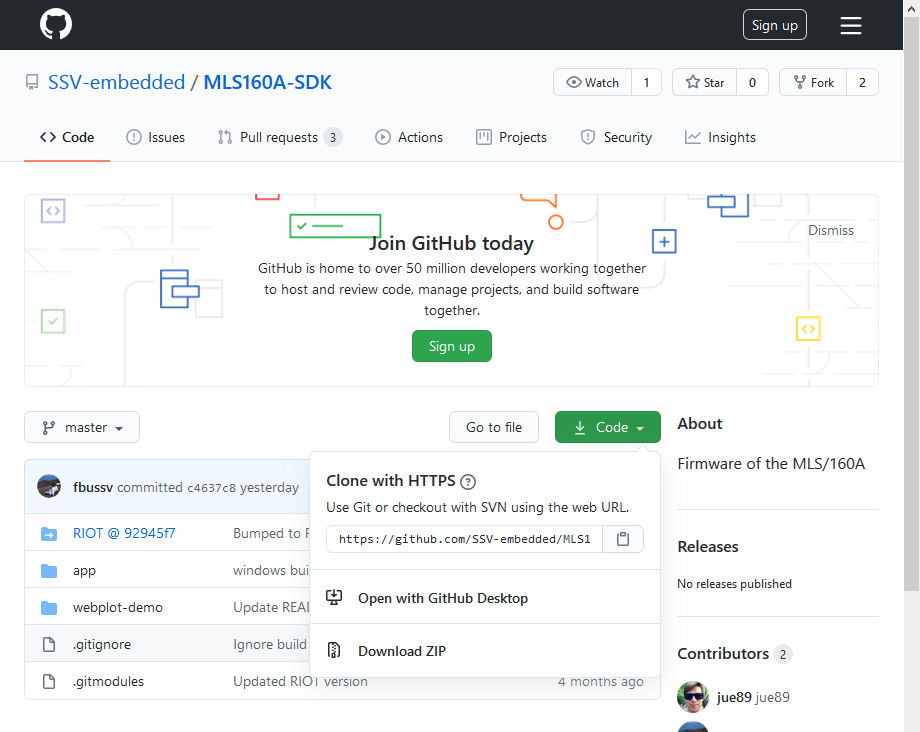 Sign up
SSV-embedded / MLS160A-SDK
Watch 1
Star 0
Fork 2
Code
Issues
Pull requests 3
Actions
Projects
Security
Insights
Dismiss
Join GitHub today
GitHub is home to over 50 million developers working together
to host and review code, manage projects, and build software
together.
Sign up
master
Go to file
Code
fbussv committed c4637c8 yesterday
RIOT @ 92945f7
Bumped to
app
windows
webplot-demo
Update
.gitignore
Ignore build
.gitmodules
Updated RIOT version
4 months ago
Clone with HTTPS
Use Git or checkout with SVN using the web URL.
https://github.com/SSV-embedded/MLS1
Open with GitHub Desktop
Download ZIP
About
Firmware of the MLS/160A
Releases
No releases published
Contributors 2
jue89 jue89